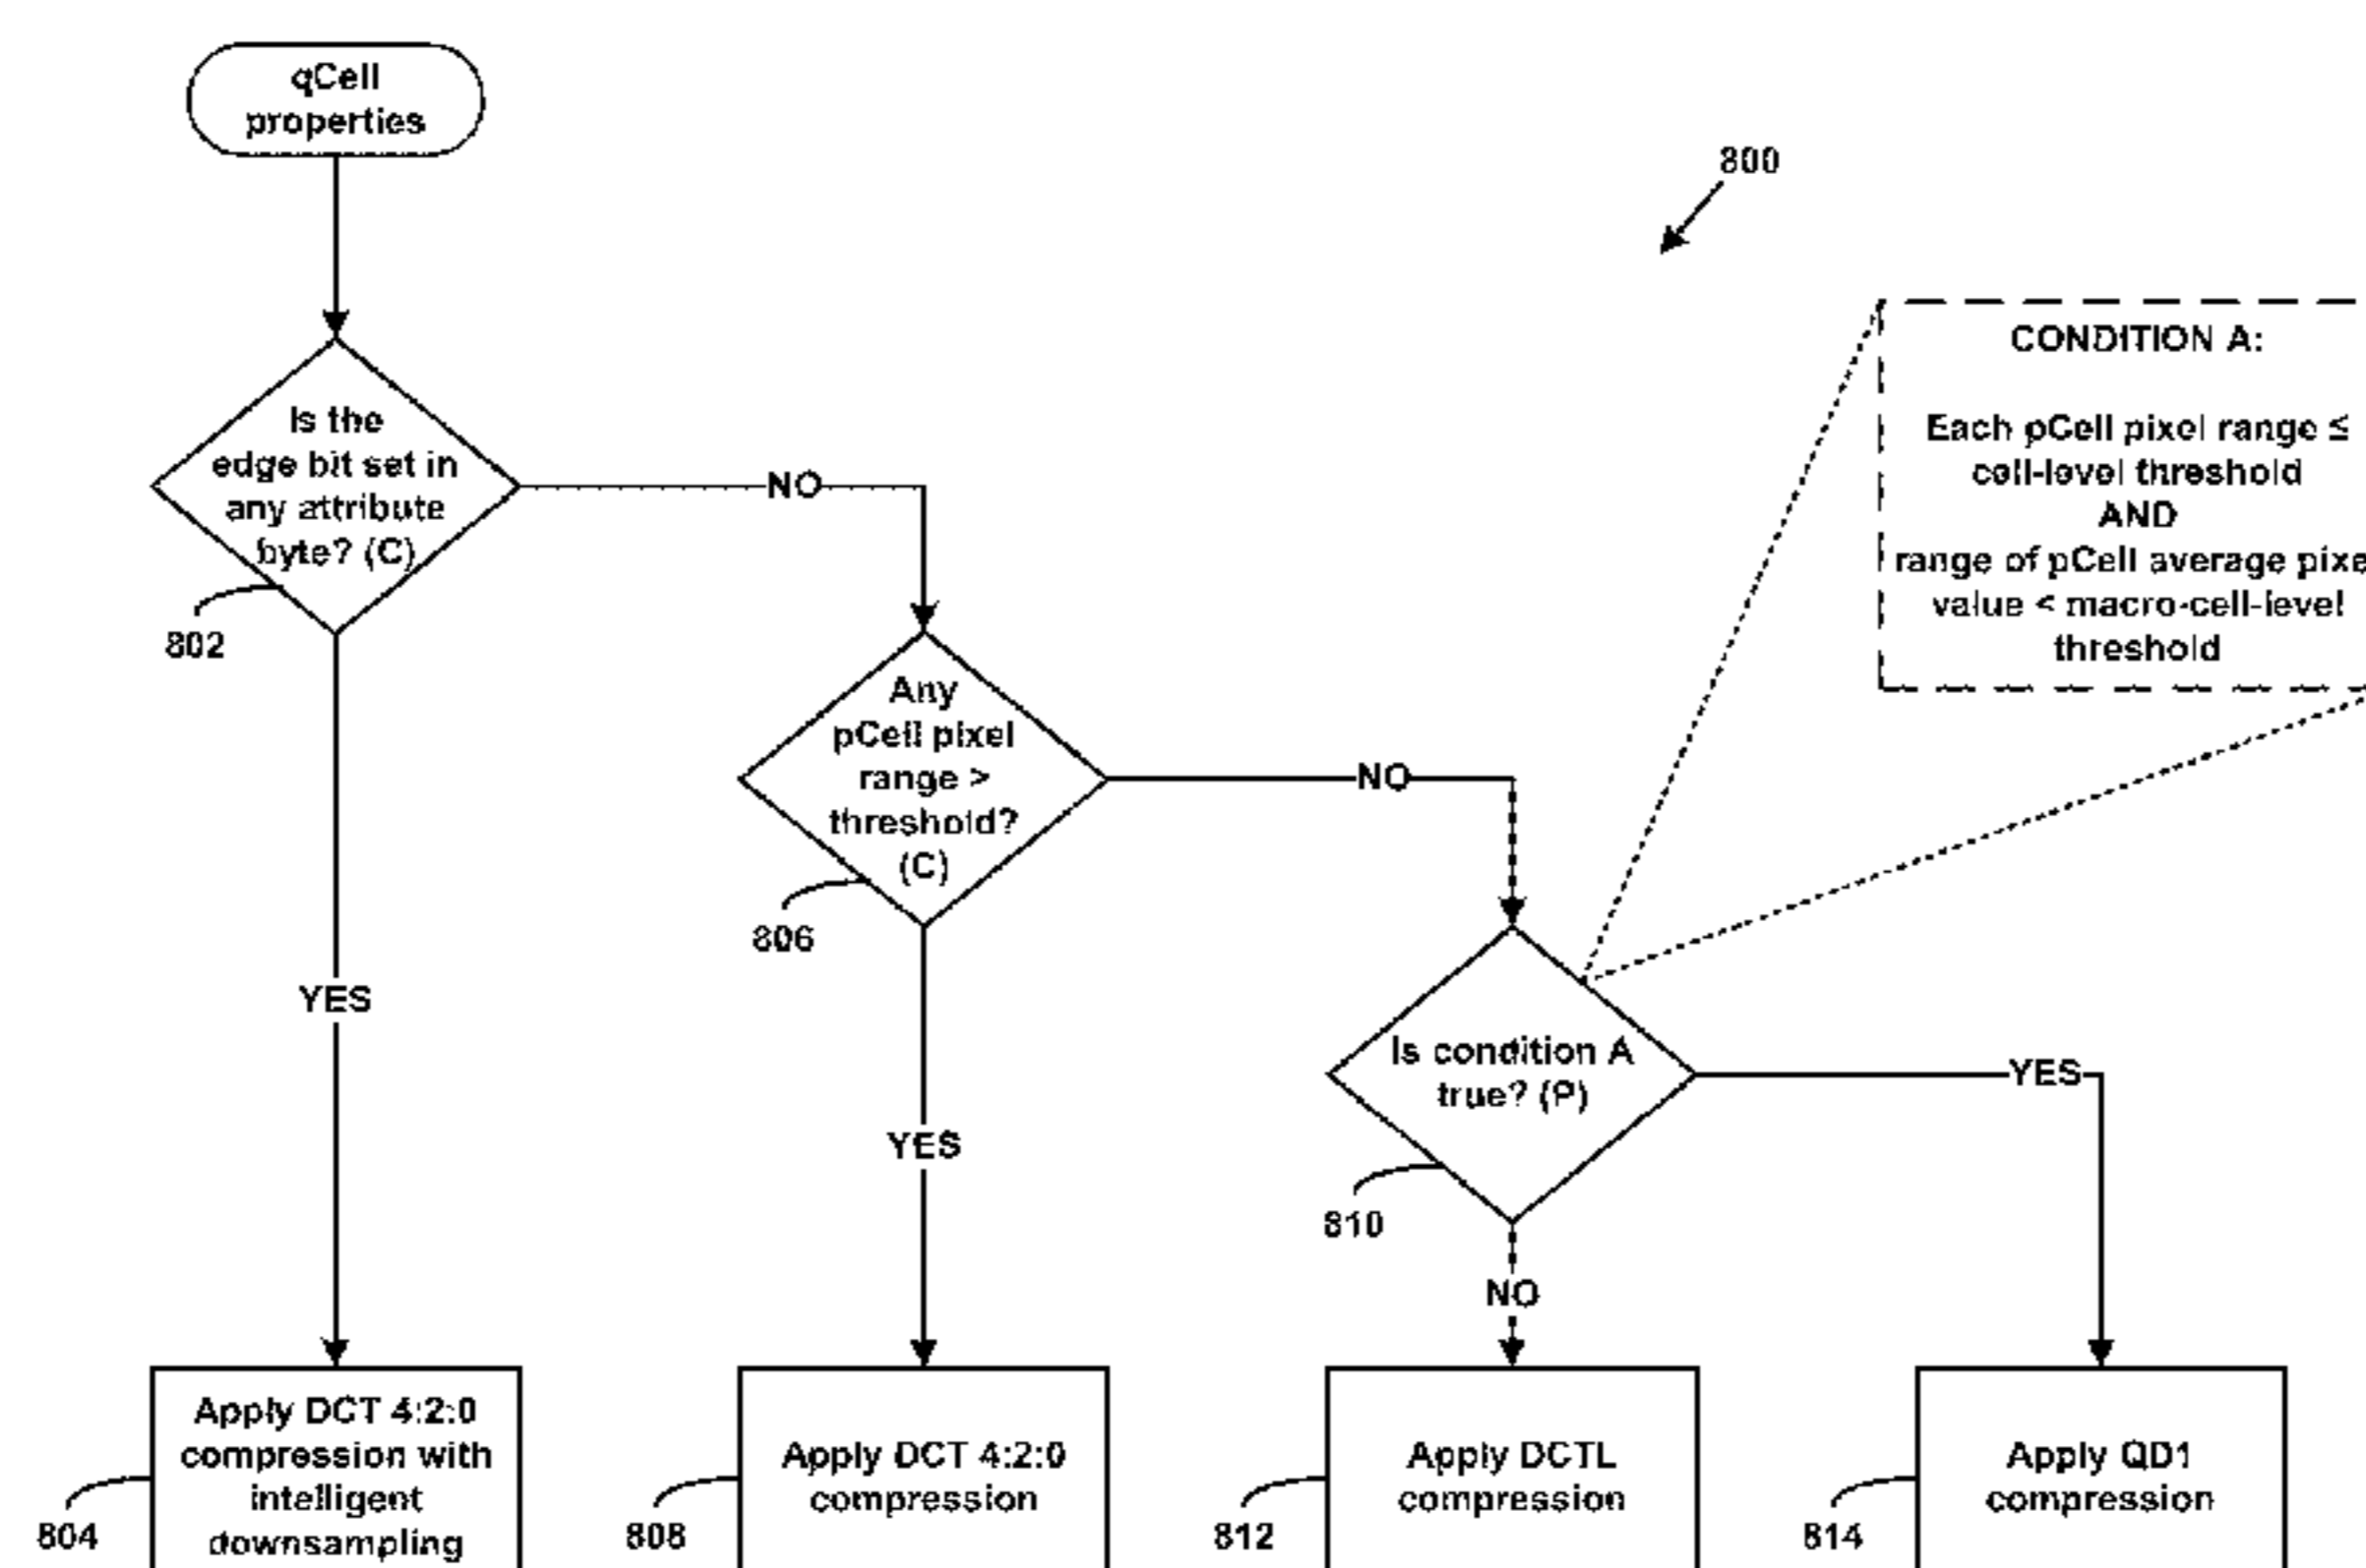 qCell
properties
800
CONDITION A:
Each pCell pixel range ≤
cell-level threshold
AND
range of pCell average pixe
value < macro-cell-level
threshold
Is the
edge bit set in
any attribute
byte? (C)
NO
802
Any
pCell pixel
range >
threshold?
(C)
NO
806
YES
YES
Is condition A
true? (P)
YES
810
NO
Apply DCT 4:2:0
compression with
intelligent
downsampling
804
Apply DCT 4:2:0
compression
808
Apply DCTL
compression
812
Apply QD1
compression
814